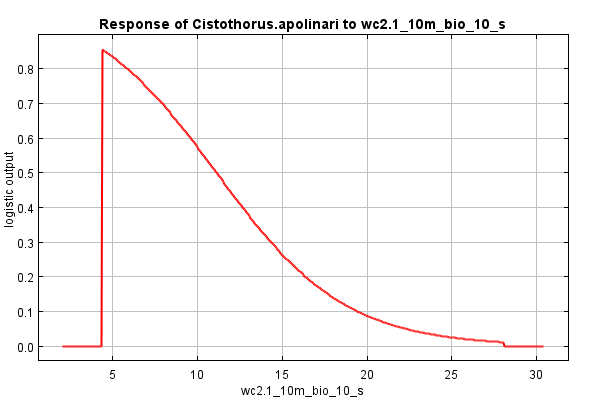 Response of Cistothorus.apolinari to wc2.1_10m_bio_10_s
logistic output
0.8
0.7
0.6
0.5
0.4
0.3
0.2
0.1
0.0
5 10 15 20 25 30
wc2.1_10m_bio_10_s